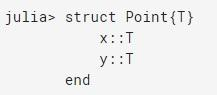 julia> struct Point{T}
           x::T
           y::T
       end